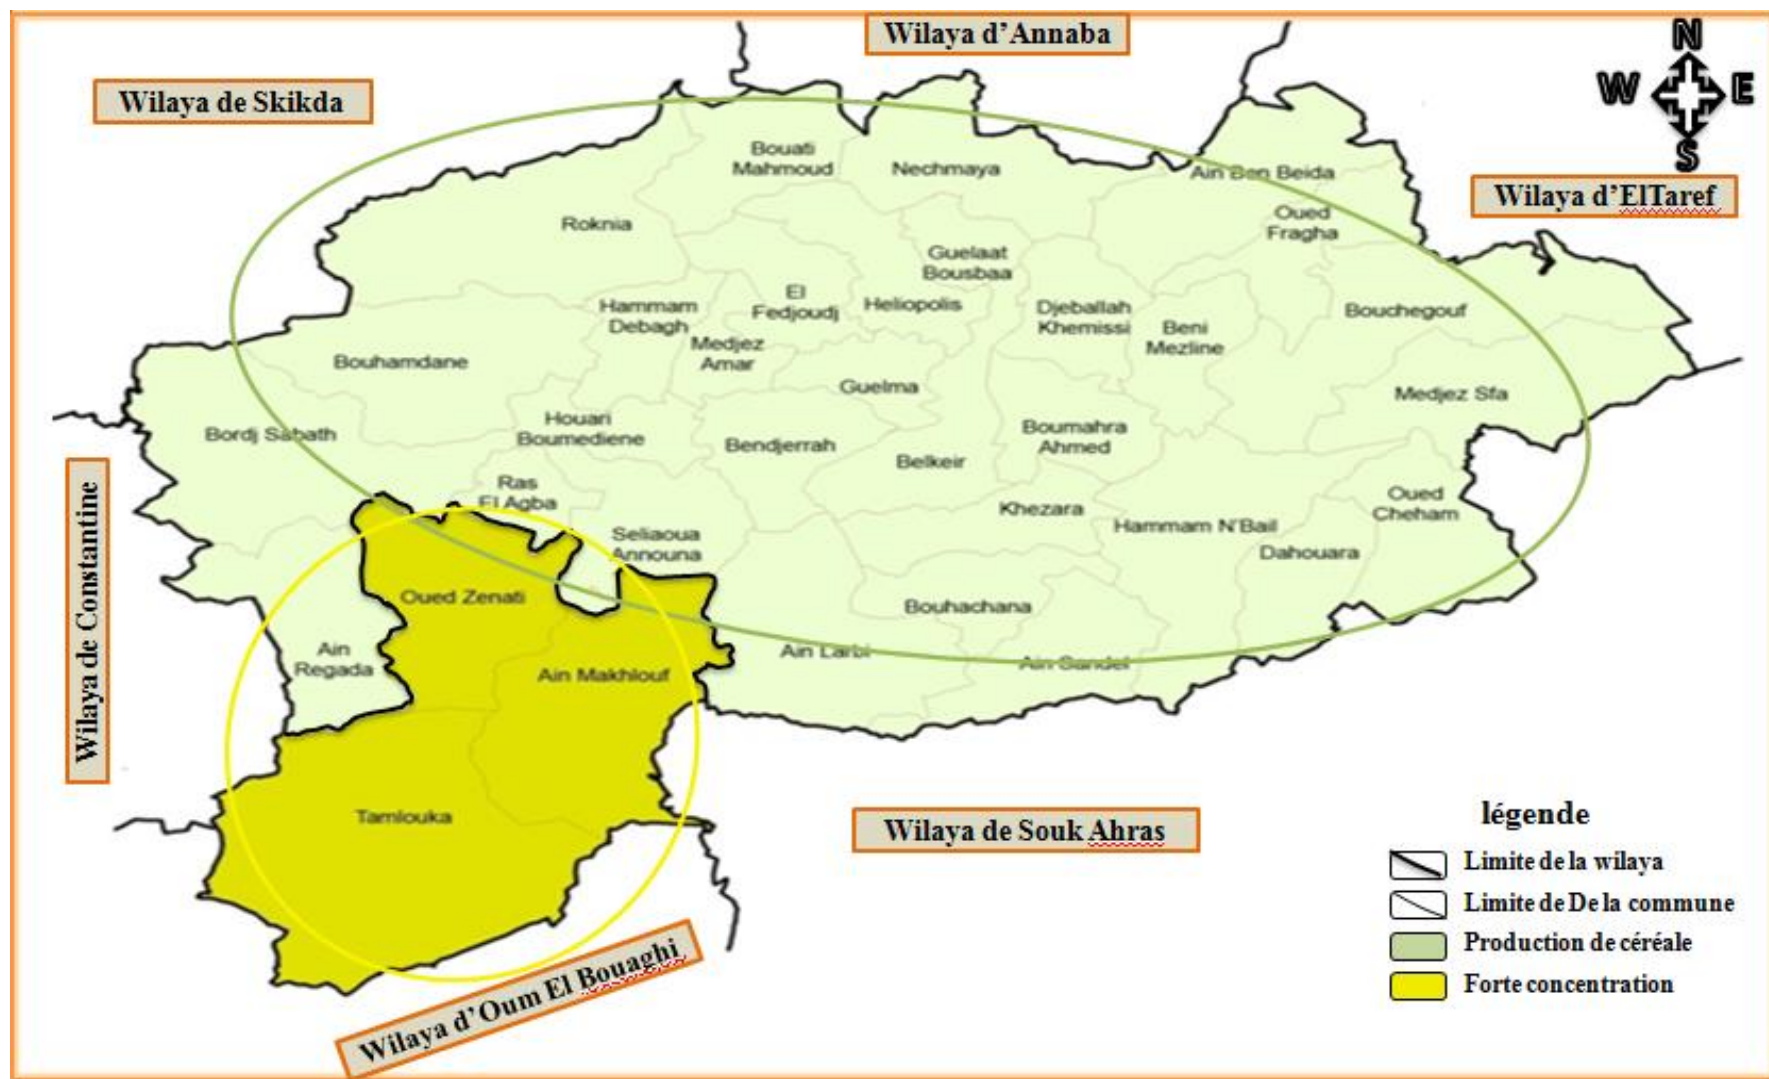 Wilaya d'Annaba
N
W
E
S
Wilaya de Skikda
Wilaya d'ElTaref
Bouati
Mahmoud
Nechmaya
Ain Ben Beida
Roknia
Oued
Fragha
Guelaat
Bousbaa
Hammam
Debagh
El
Fedjoudj
Heliopolis
Djeballah
Khemissi
Beni
Mezline
Bouchegouf
Medjez
Amar
Bouhamdane
Guelma
Medjez Sfa
Bordj Sabath
Houari
Boumediene
Bendjerrah
Belkeir
Boumahra
Ahmed
Ras
El Agba
Khezara
Oued
Cheham
Hammam N'Bail
Seliaoua
Announa
Dahouara
Wilaya de Constantine
Oued Zenati
Bouhachana
Ain
Regada
Ain Makhlouf
Ain Larbi
Ain Sandel
Tamlouka
Wilaya de Souk Ahras
Wilaya d'Oum El Bouaghi
légende
Limite de la wilaya
Limite de De la commune
Production de céréale
Forte concentration